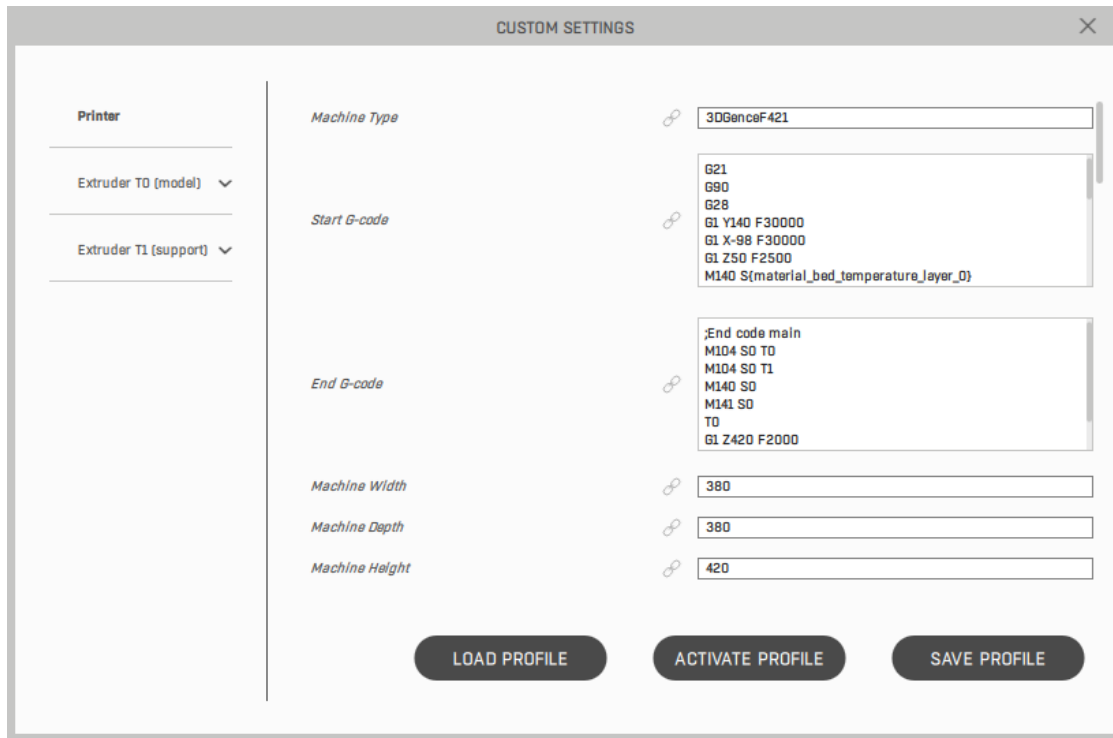 CUSTOM SETTINGS
Printer
Extruder T0 (model)
Extruder T1 (support)
Machine Type
3DGenceF421
Start G-code
G21
G90
G28
G1 Y140 F30000
G1 X-98 F30000
G1 Z50 F2500
M140 S{material_bed_temperature_layer_0}
End G-code
;End code main
M104 S0 T0
M104 S0 T1
M140 S0
M141 S0
T0
G1 Z420 F2000
Machine Width
380
Machine Depth
380
Machine Height
420
LOAD PROFILE
ACTIVATE PROFILE
SAVE PROFILE